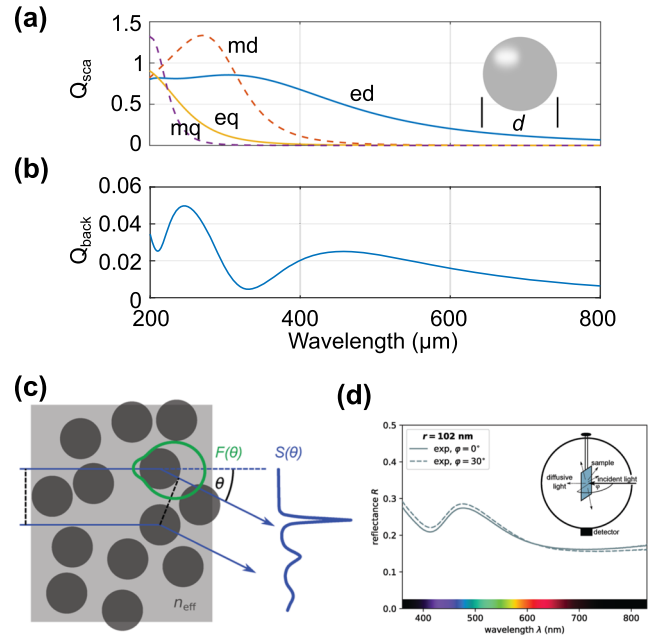 (a)
1.5
1
0.5
0
Q_sca
md
ed
eq
mq
d
(b)
0.06
0.04
0.02
0
Q_back
200
400
600
800
Wavelength (μm)
(c)
F(θ)
S(θ)
θ
n_eff
(d)
0.5
0.4
0.3
0.2
0.1
0.0
reflectance R
r = 102 nm
exp, φ = 0°
exp, φ = 30°
sample
diffusive
light
incident light
φ
detector
400
500
600
700
800
wavelength λ (nm)